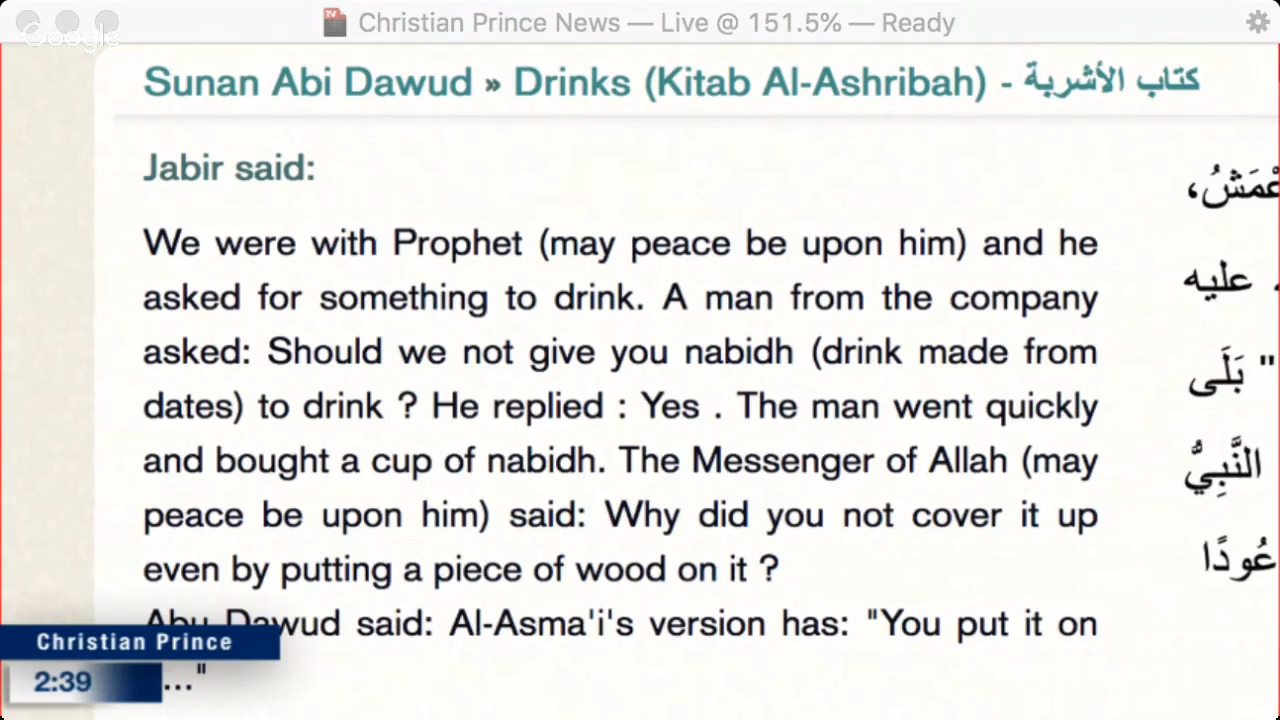 Christian Prince News — Live @ 151.5% — Ready
Google
Sunan Abi Dawud » Drinks (Kitab Al-Ashribah) - كتاب الأشربة
Jabir said:
We were with Prophet (may peace be upon him) and he
asked for something to drink. A man from the company
asked: Should we not give you nabidh (drink made from
dates) to drink ? He replied : Yes . The man went quickly
and bought a cup of nabidh. The Messenger of Allah (may
peace be upon him) said: Why did you not cover it up
even by putting a piece of wood on it ?
Abu Dawud said: Al-Asma'i's version has: "You put it on
..."
عليه
" بَلَى
النَّبِيُّ
عُودًا
Christian Prince
2:39